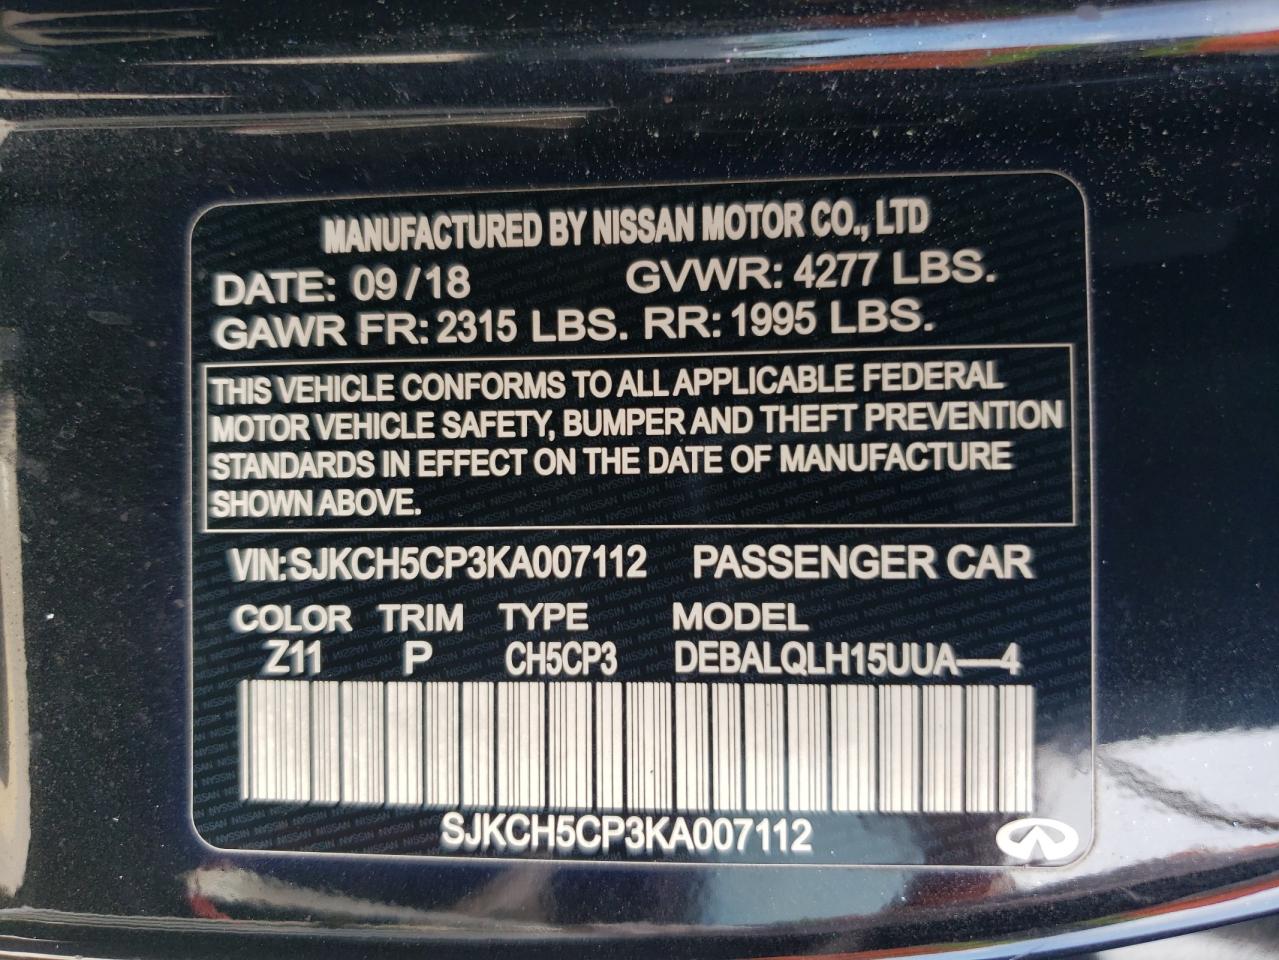 MANUFACTURED BY NISSAN MOTOR CO., LTD
DATE: 09/18 GVWR: 4277 LBS.
GAWR FR: 2315 LBS. RR: 1995 LBS.
THIS VEHICLE CONFORMS TO ALL APPLICABLE FEDERAL
MOTOR VEHICLE SAFETY, BUMPER AND THEFT PREVENTION
STANDARDS IN EFFECT ON THE DATE OF MANUFACTURE
SHOWN ABOVE.
VIN:SJKCH5CP3KA007112 PASSENGER CAR
COLOR TRIM TYPE MODEL
Z11 P CH5CP3 DEBALQLH15UUA—4
SJKCH5CP3KA007112